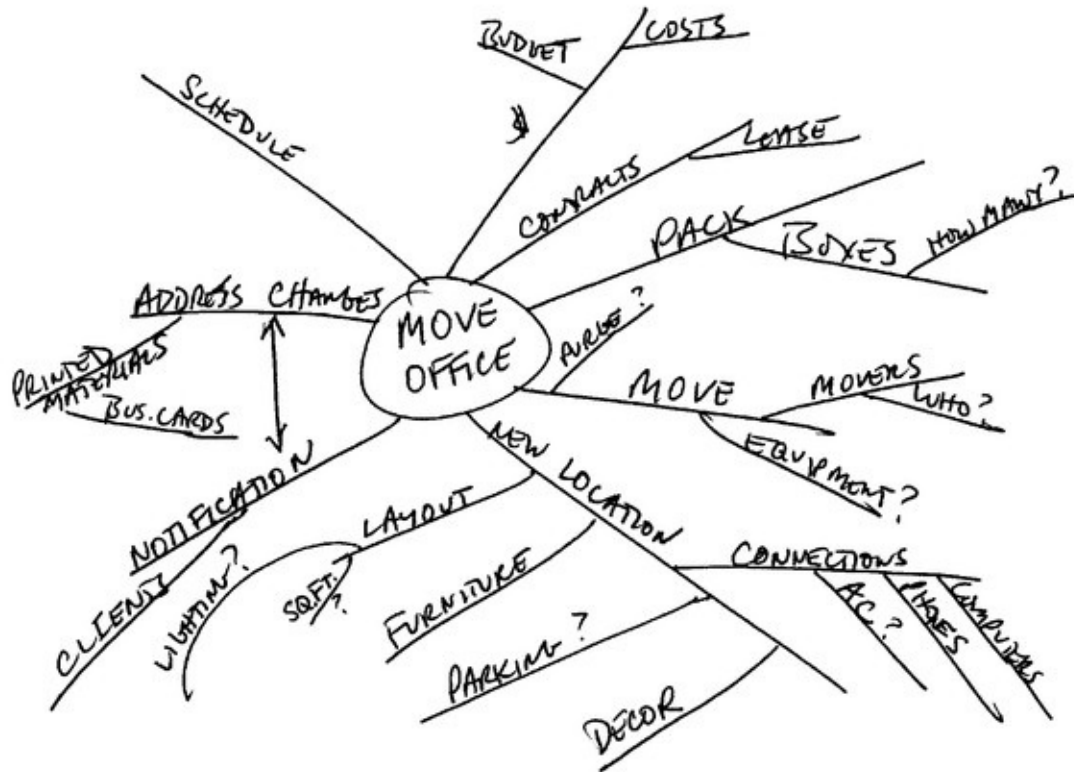 SCHEDULE
BUDGET
COSTS
$
CONTRACTS
LEASE
PACK
BOXES
HOW MANY?
MOVE
OFFICE
ADDRESS CHANGES
PRINTED
MATERIALS
BUS. CARDS
PURGE?
MOVE
MOVERS
WHO?
EQUIPMENT?
NEW LOCATION
NOTIFICATION
CLIENTS
LAYOUT
LIGHTING?
SQ.FT.
?
FURNITURE
PARKING?
DECOR
CONNECTIONS
AC?
PHONES
COMPUTERS